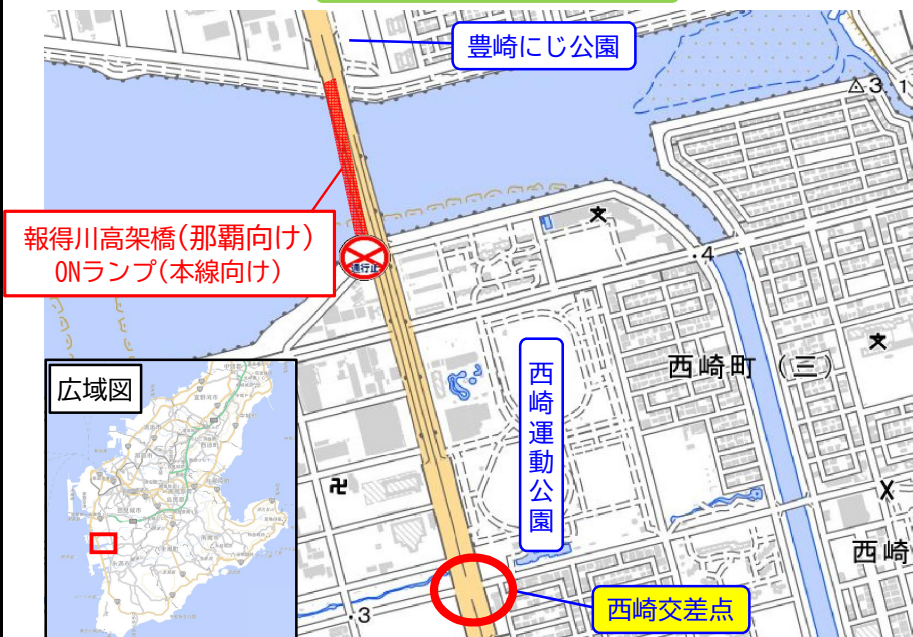 豊崎にじ公園
3.1
報得川高架橋(那覇向け)
ONランプ(本線向け)
通行止
文
4
文
西崎町(三)
広域図
西崎運動公園
卍
西崎
3
西崎交差点